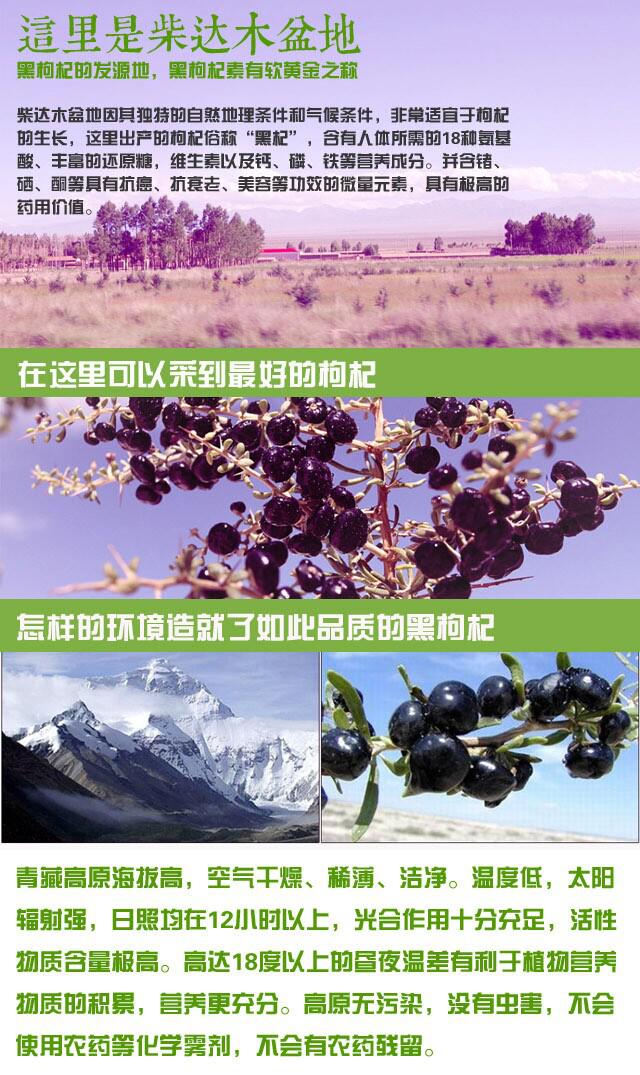 這里是柴达木盆地
黑枸杞的发源地，黑枸杞素有软黄金之称
柴达木盆地因其独特的自然地理条件和气候条件，非常适宜于枸杞
的生长，这里出产的枸杞俗称“黑杞”，含有人体所需的18种氨基
酸、丰富的还原糖，维生素以及钙、磷、铁等营养成分。并含锗、
硒、酮等具有抗癌、抗衰老、美容等功效的微量元素，具有极高的
药用价值。
在这里可以采到最好的枸杞
怎样的环境造就了如此品质的黑枸杞
青藏高原海拔高，空气干燥、稀薄、洁净。温度低，太阳
辐射强，日照均在12小时以上，光合作用十分充足，活性
物质含量极高。高达18度以上的昼夜温差有利于植物营养
物质的积累，营养更充分。高原无污染，没有虫害，不会
使用农药等化学雾剂，不会有农药残留。